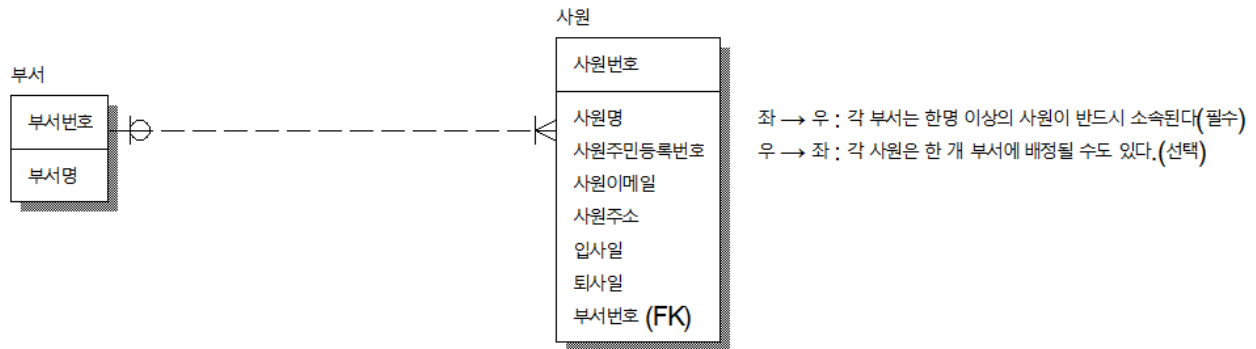 부서
부서번호
부서명
사원
사원번호
사원명
사원주민등록번호
사원이메일
사원주소
입사일
퇴사일
부서번호 (FK)
좌 → 우 : 각 부서는 한명 이상의 사원이 반드시 소속된다(필수)
우 → 좌 : 각 사원은 한 개 부서에 배정될 수도 있다.(선택)